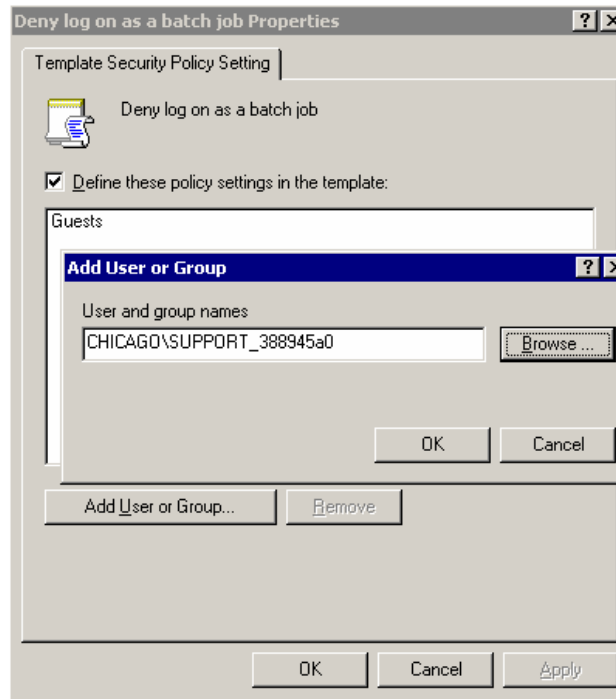 Deny log on as a batch job Properties
Template Security Policy Setting
Deny log on as a batch job
Define these policy settings in the template:
Guests
Add User or Group
User and group names
CHICAGO\SUPPORT_388945a0
Browse ...
OK Cancel
Add User or Group... Remove
OK Cancel Apply